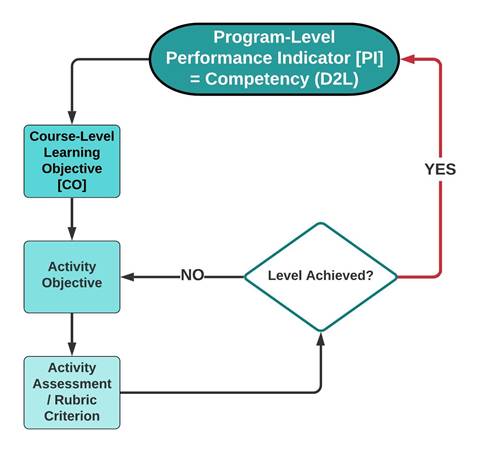 Program-Level
Performance Indicator [PI]
= Competency (D2L)
Course-Level
Learning
Objective
[CO]
YES
Activity
Objective
NO
Level Achieved?
Activity
Assessment
/ Rubric
Criterion